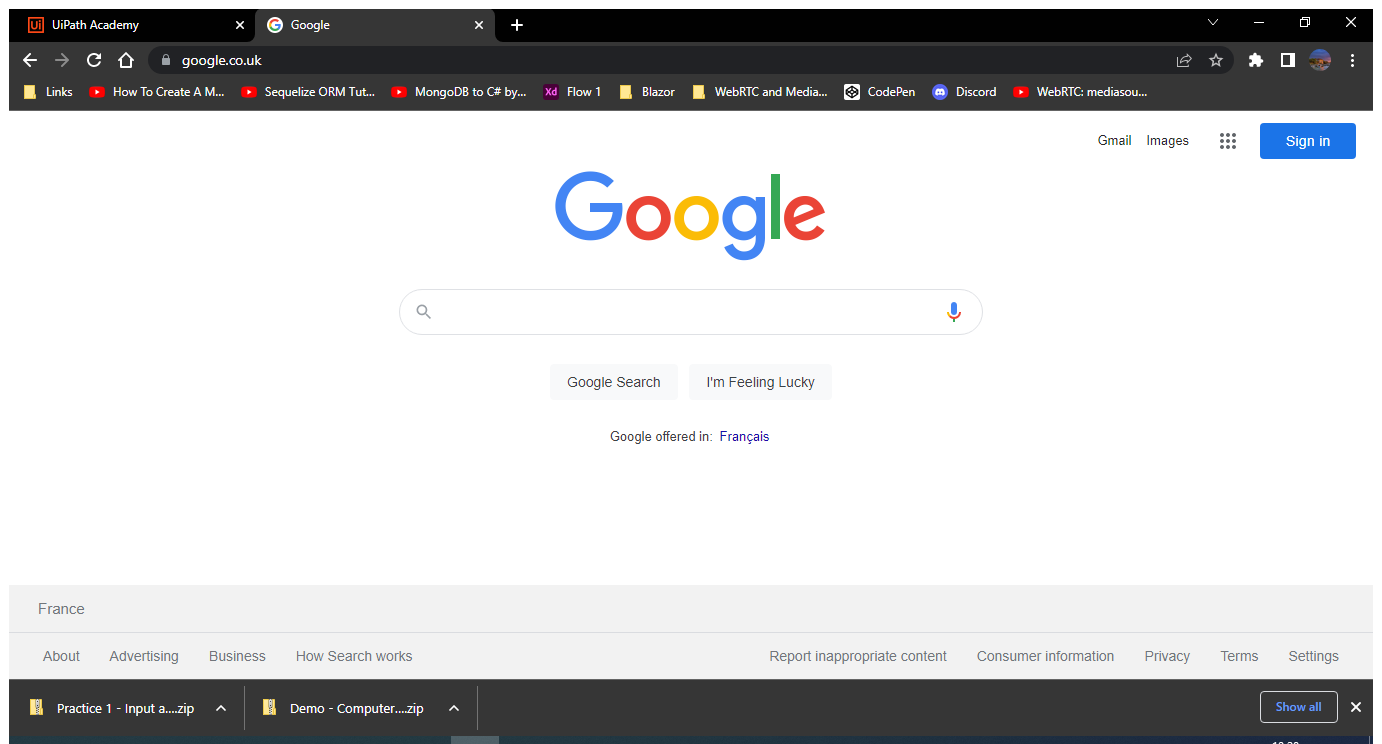 Ui UiPath Academy Google
google.co.uk
Links How To Create A M... Sequelize ORM Tut... MongoDB to C# by... Xd Flow 1 Blazor WebRTC and Media... CodePen Discord WebRTC: mediasou...
Gmail Images Sign in
Google
Google Search I'm Feeling Lucky
Google offered in: Français
France
About Advertising Business How Search works Report inappropriate content Consumer information Privacy Terms Settings
Practice 1 - Input a....zip Demo - Computer....zip Show all